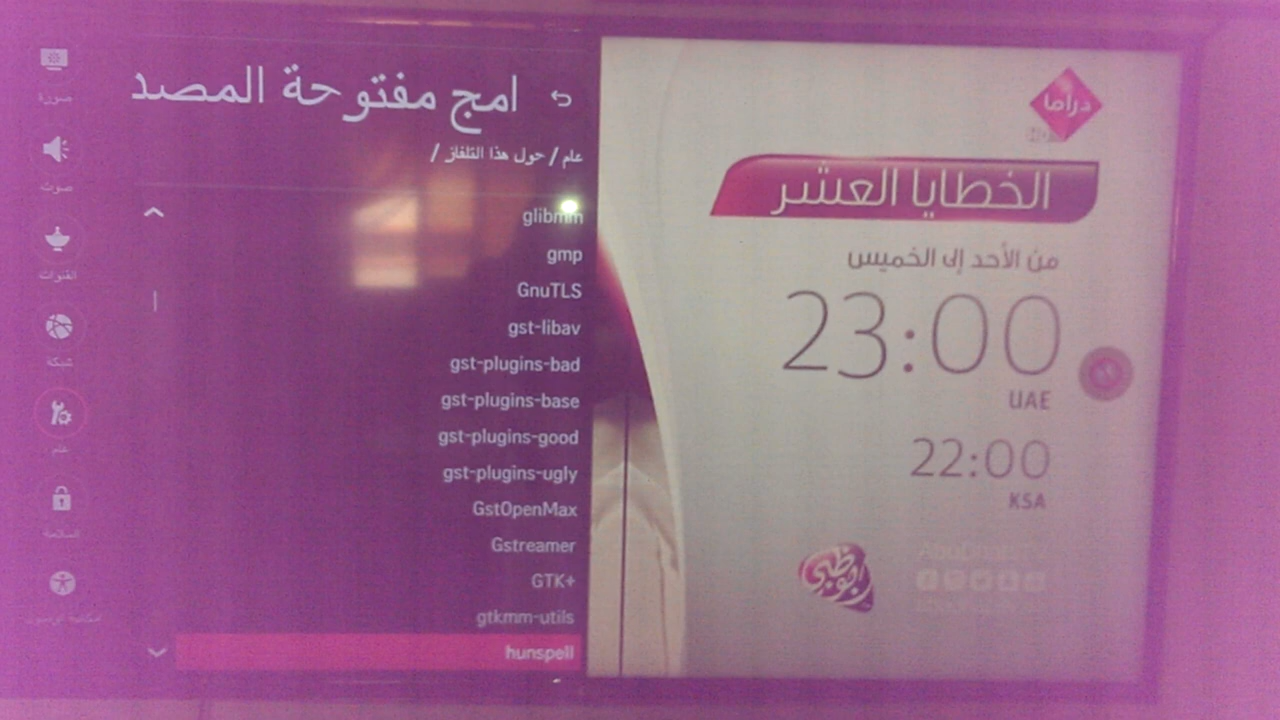 صورة
صوت
القنوات
شبكة
عام
السلامة
امج مفتوحة المصد
عام / حول هذا التلفاز /
glibmm
gmp
GnuTLS
gst-libav
gst-plugins-bad
gst-plugins-base
gst-plugins-good
gst-plugins-ugly
GstOpenMax
Gstreamer
GTK+
gtkmm-utils
hunspell
دراما
الخطايا العشر
من الأحد إلى الخميس
23:00
UAE
22:00
KSA
أبوظبي